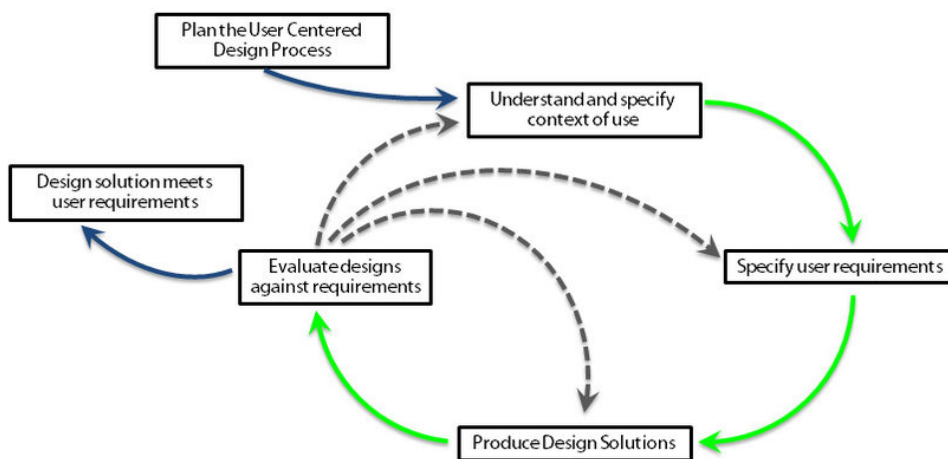 Plan the User Centered
Design Process
Understand and specify
context of use
Design solution meets
user requirements
Evaluate designs
against requirements
Specify user requirements
Produce Design Solutions